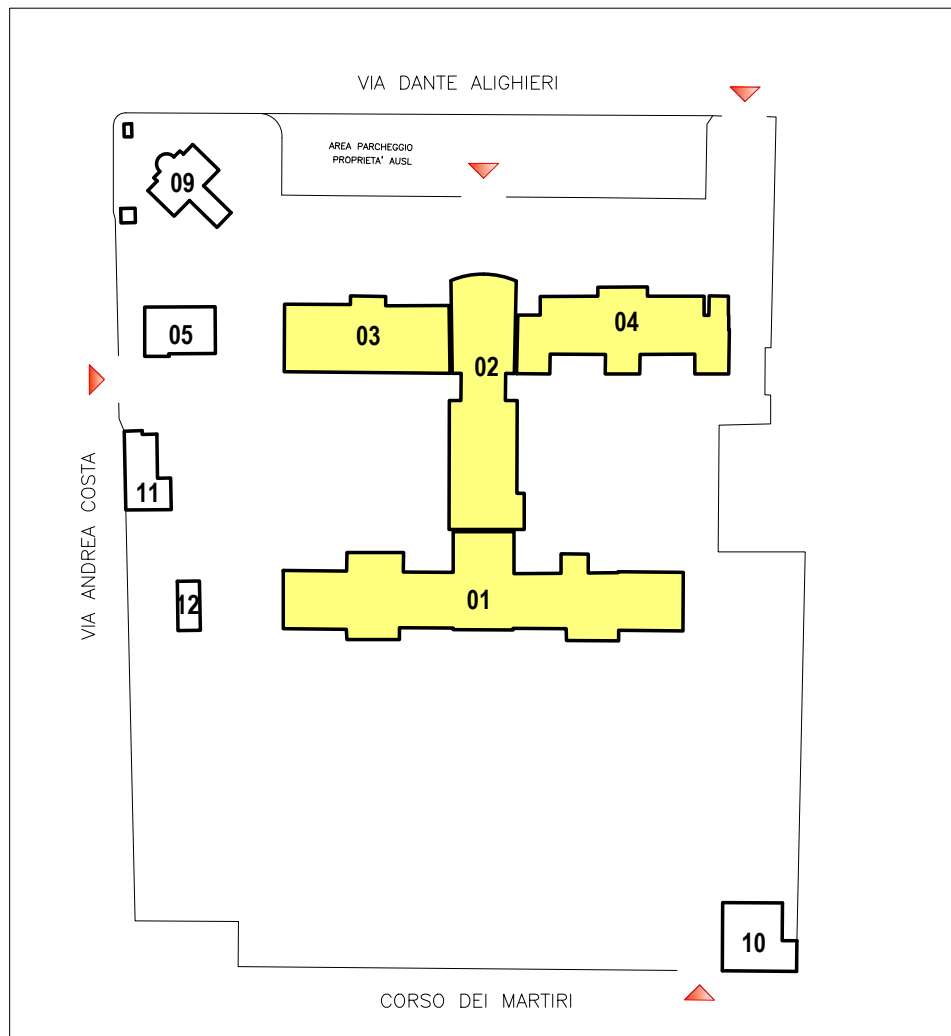 VIA DANTE ALIGHIERI
AREA PARCHEGGIO
PROPRIETA' AUSL
09
05
03
02
04
VIA ANDREA COSTA
11
12
01
10
CORSO DEI MARTIRI